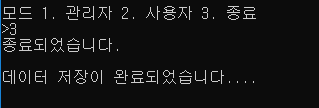 모드 1. 관리자 2. 사용자 3. 종료
>3
종료되었습니다.
데이터 저장이 완료되었습니다....